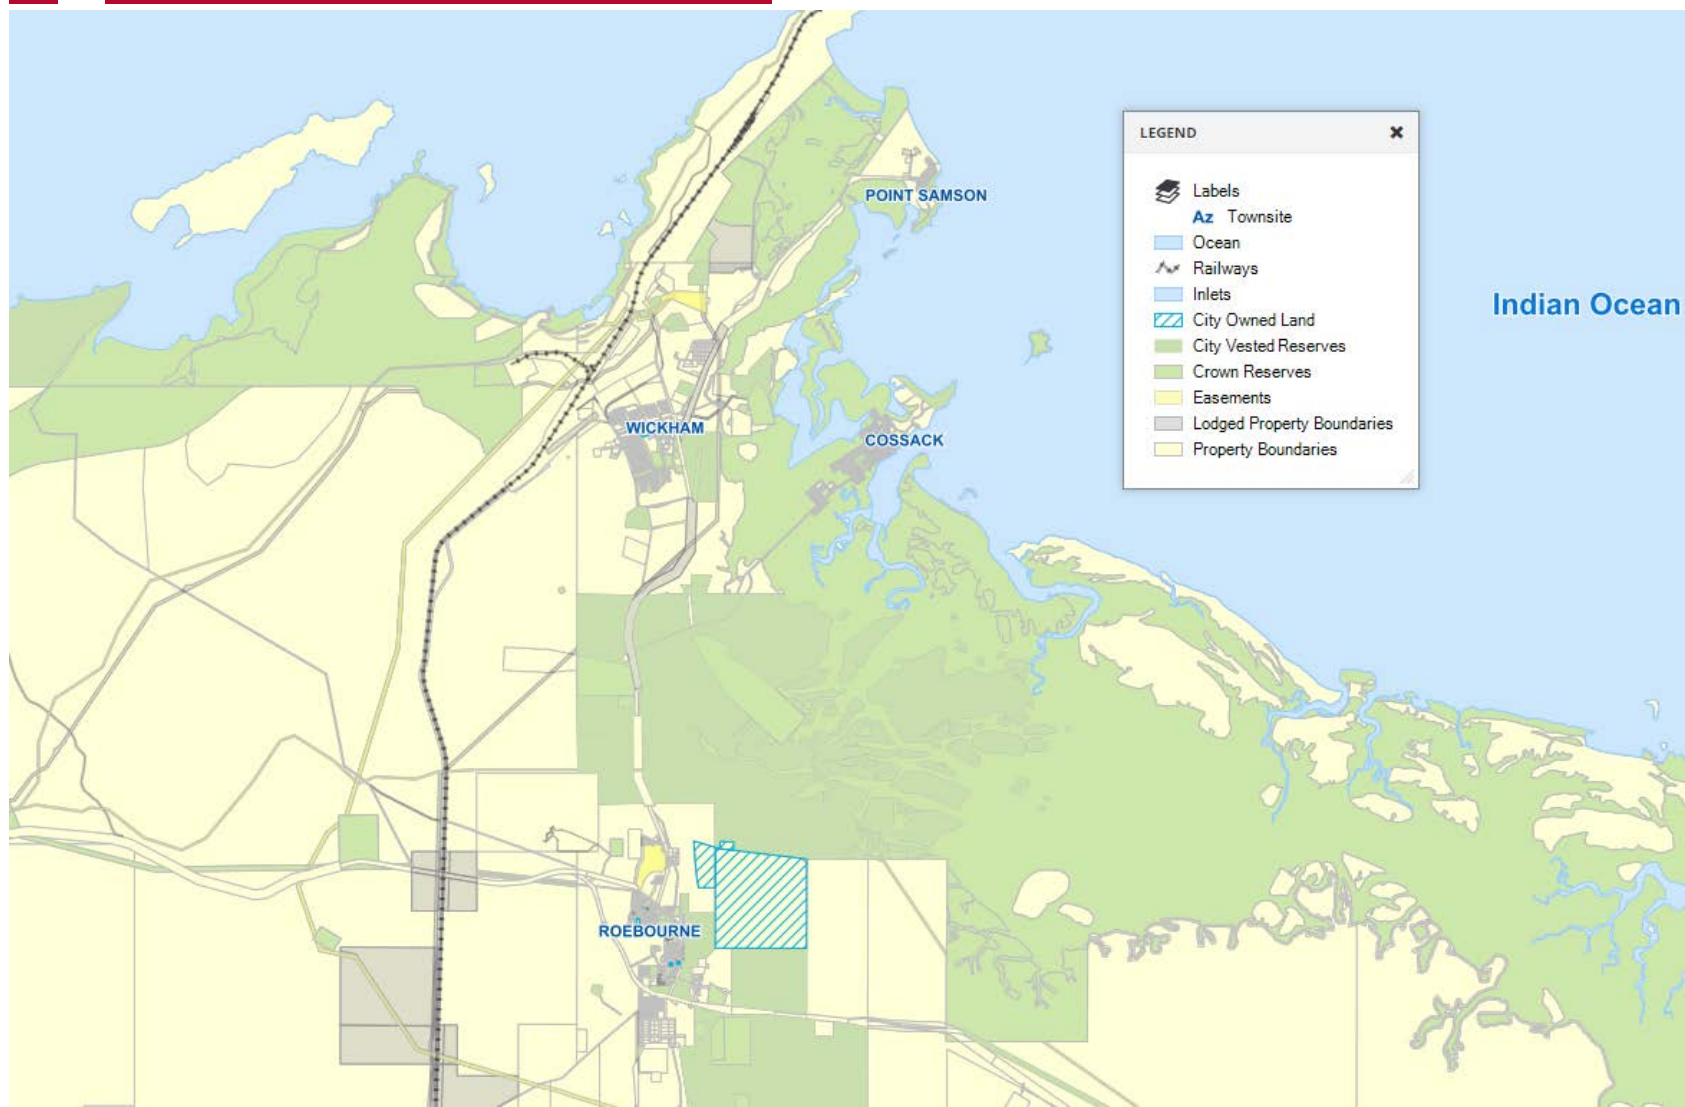 POINT SAMSON
LEGEND
Labels
Az Townsite
Ocean
Railways
Inlets
City Owned Land
City Vested Reserves
Crown Reserves
Easements
Lodged Property Boundaries
Property Boundaries
Indian Ocean
WICKHAM
COSSACK
ROEBOURNE